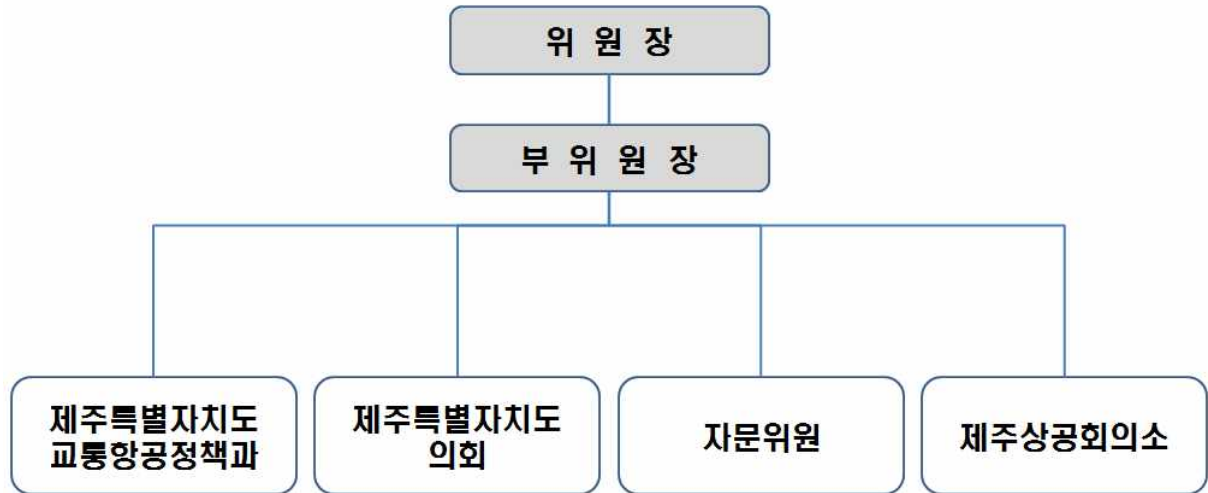 위 원 장
부 위 원 장
제주특별자치도
교통항공정책과
제주특별자치도
의회
자문위원
제주상공회의소